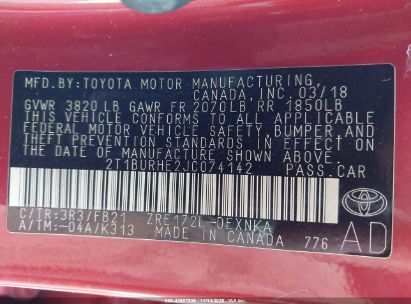 MFD.BY:TOYOTA MOTOR MANUFACTURING
CANADA, INC. 03/18
GVWR 3820 LB GAWR FR 2070LB RR 1850LB
THIS VEHICLE CONFORMS TO ALL APPLICABLE
FEDERAL MOTOR VEHICLE SAFETY, BUMPER,AND
THEFT PREVENTION STANDARDS IN EFFECT ON
THE DATE OF MANUFACTURE SHOWN ABOVE.
2T1BURHE2JC074142 PASS.CAR
C/TR:3R3/FB21 ZRE172L-DEXNKA
A/TM:-04A/K313 MADE IN CANADA 776
AD